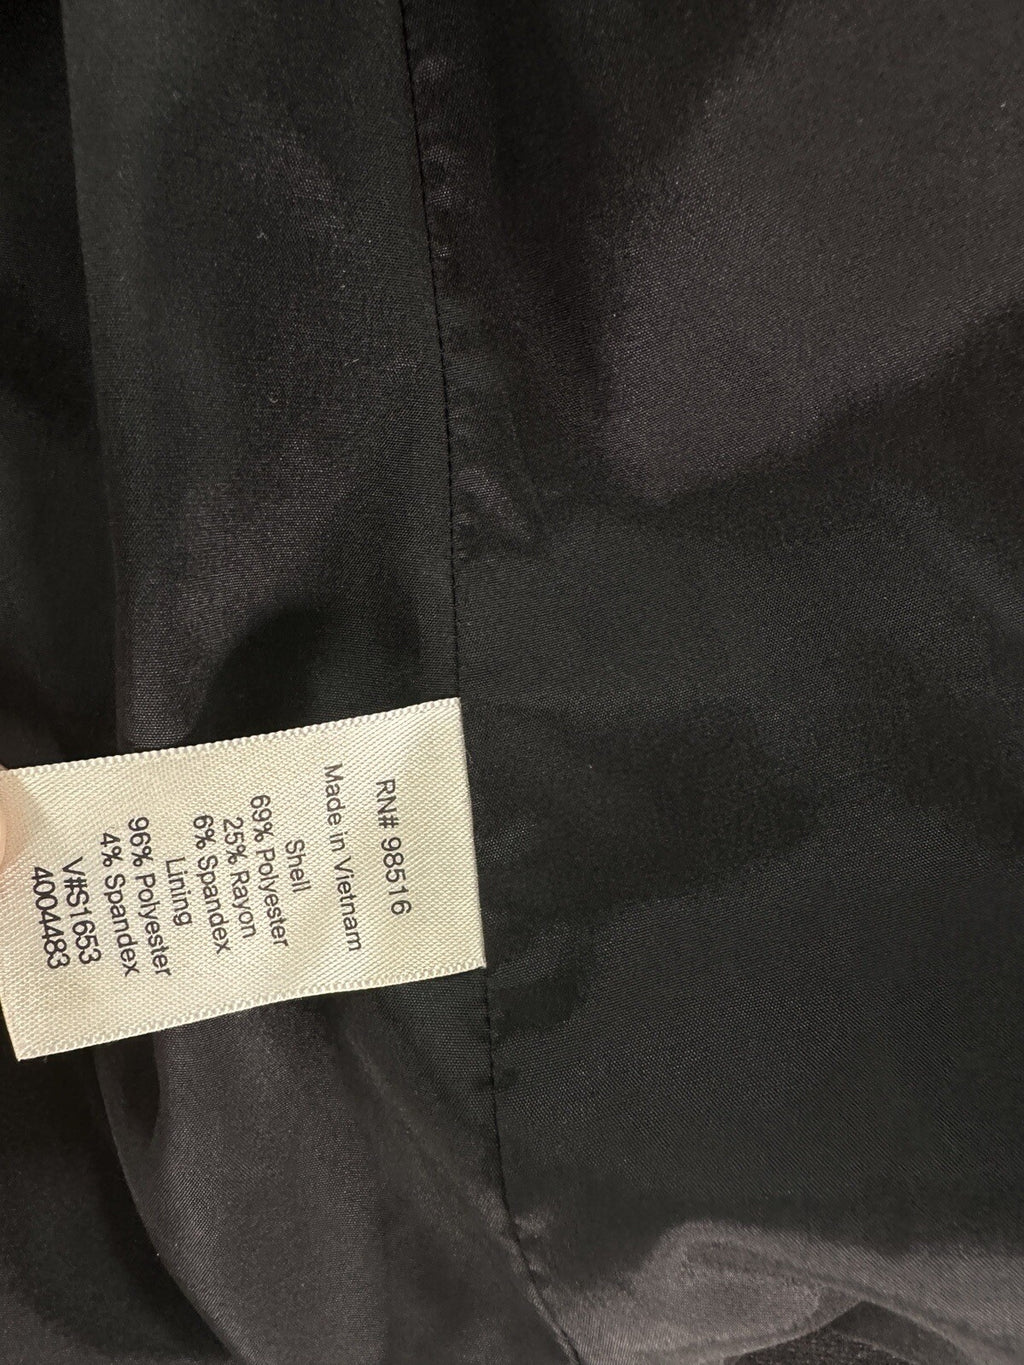 RN# 98516
Made in Vietnam
Shell
69% Polyester
25% Rayon
6% Spandex
Lining
96% Polyester
4% Spandex
V#S1653
4004483